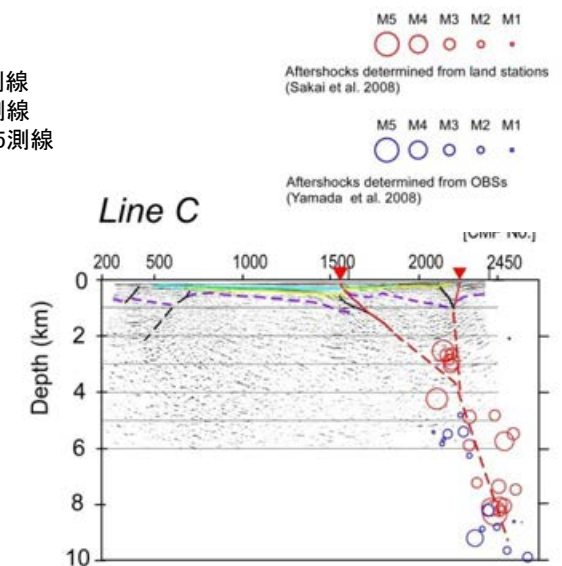 M5 M4 M3 M2 M1
Aftershocks determined from land stations
(Sakai et al. 2008)
測線
測線
5測線
M5 M4 M3 M2 M1
Aftershocks determined from OBSs
(Yamada et al. 2008)
Line C
[CMP No.]
200 500 1000 1500 2000 2450
Depth (km)
0
2
4
6
8
10